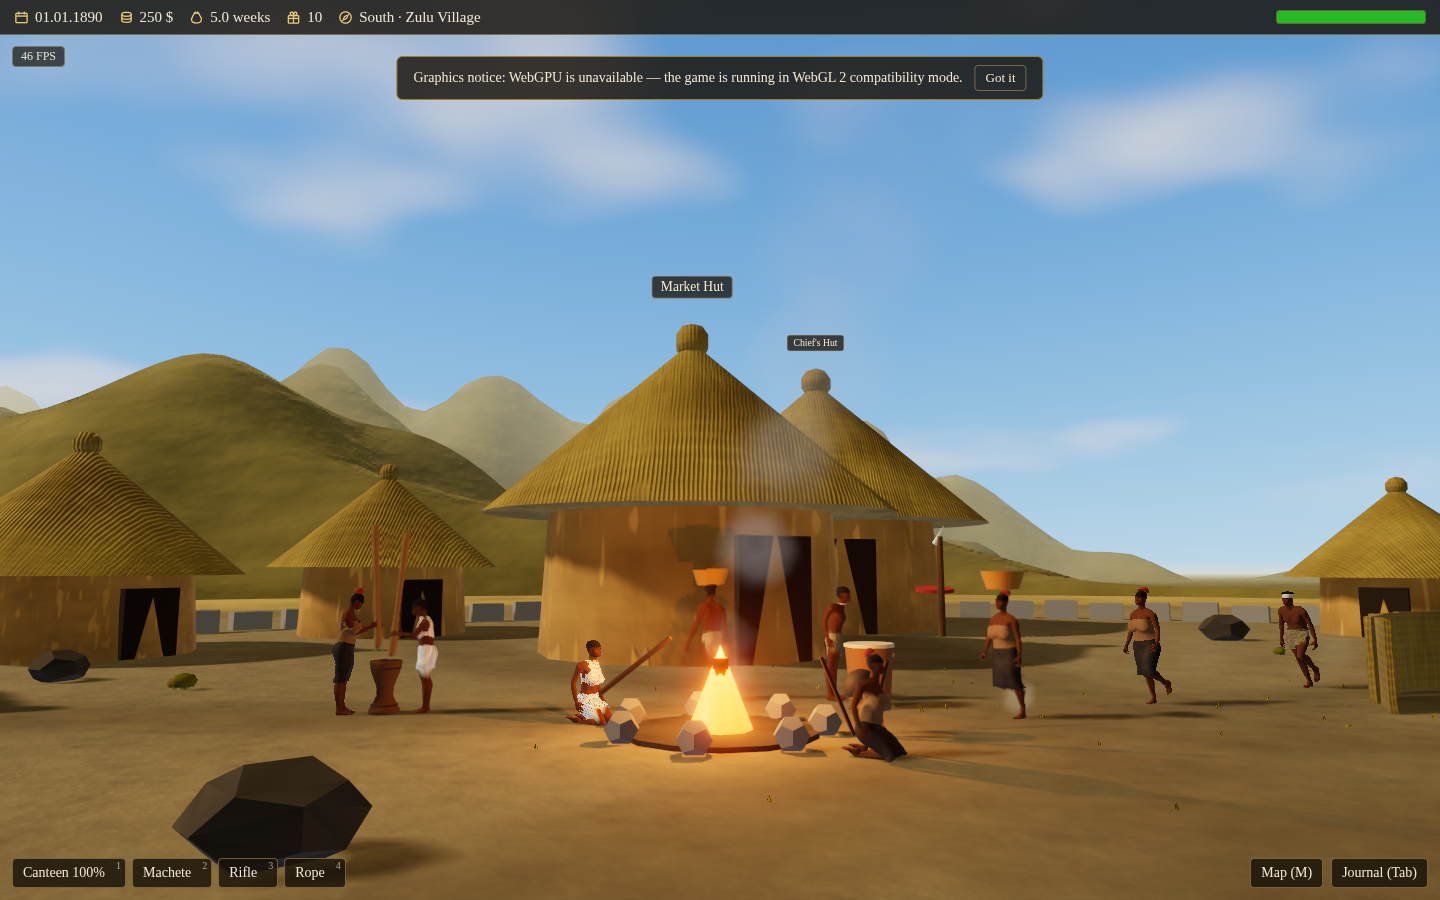 01.01.1890 250 $ 5.0 weeks 10 South · Zulu Village
46 FPS
Graphics notice: WebGPU is unavailable — the game is running in WebGL 2 compatibility mode. Got it
Market Hut
Chief's Hut
Canteen 100% 1 Machete 2 Rifle 3 Rope 4
Map (M) Journal (Tab)